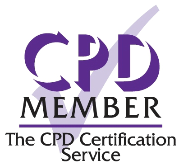 CPD
MEMBER
The CPD Certification
Service